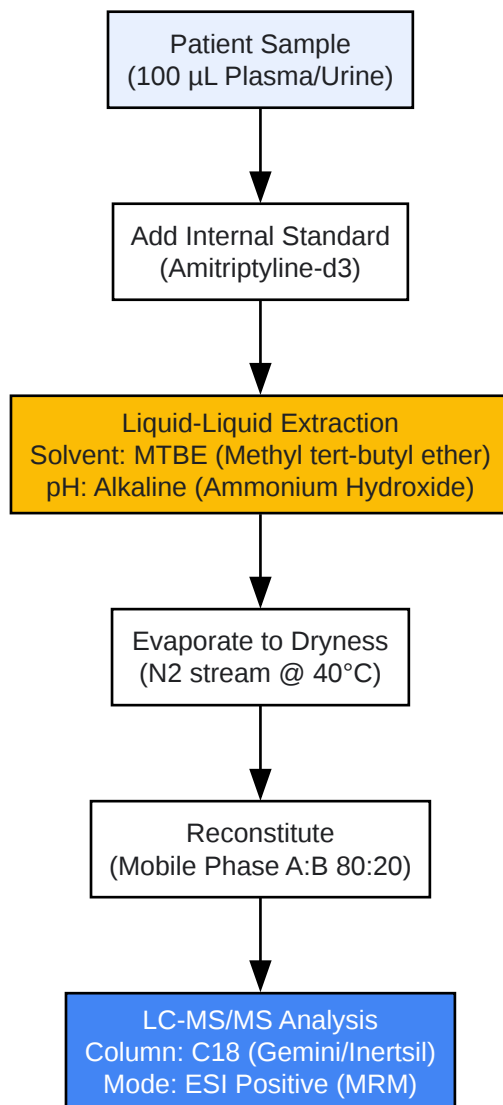 Patient Sample
(100 µL Plasma/Urine)
Add Internal Standard
(Amitriptyline-d3)
Liquid-Liquid Extraction
Solvent: MTBE (Methyl tert-butyl ether)
pH: Alkaline (Ammonium Hydroxide)
Evaporate to Dryness
(N2 stream @ 40°C)
Reconstitute
(Mobile Phase A:B 80:20)
LC-MS/MS Analysis
Column: C18 (Gemini/Inertsil)
Mode: ESI Positive (MRM)